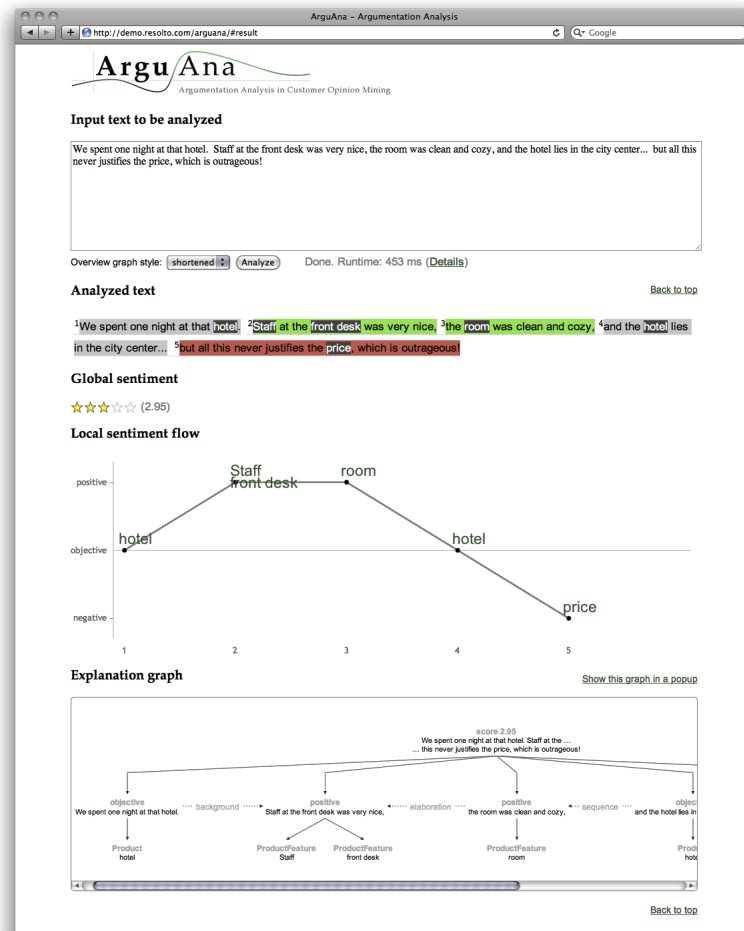 ArguAna – Argumentation Analysis
http://demo.resolto.com/arguana/#result
Google
ArguAna
Argumentation Analysis in Customer Opinion Mining
Input text to be analyzed
We spent one night at that hotel. Staff at the front desk was very nice, the room was clean and cozy, and the hotel lies in the city center... but all this
never justifies the price, which is outrageous!
Overview graph style: shortened Analyze Done. Runtime: 453 ms (Details)
Analyzed text Back to top
1We spent one night at that hotel. 2Staff at the front desk was very nice, 3the room was clean and cozy, 4and the hotel lies
in the city center... 5but all this never justifies the price, which is outrageous!
Global sentiment
(2.95)
Local sentiment flow
Staff
front desk room
positive
hotel hotel
objective
price
negative
1 2 3 4 5
Explanation graph Show this graph in a popup
score 2.95
We spent one night at that hotel. Staff at the ...
... this never justifies the price, which is outrageous!
objective positive positive objec
We spent one night at that hotel. background Staff at the front desk was very nice, elaboration the room was clean and cozy, sequence and the hotel lies in
Product ProductFeature ProductFeature ProductFeature Prod
hotel Staff front desk room hote
Back to top